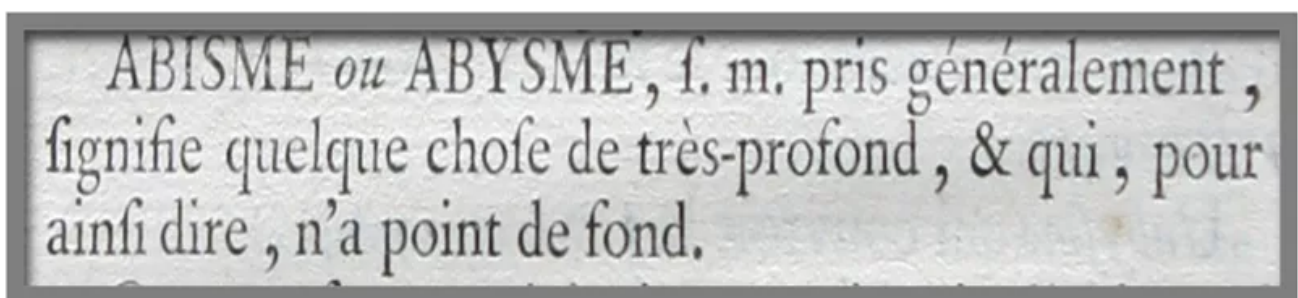 ABISME ou ABYSME, ſ. m. pris généralement,
ſignifie quelque choſe de très-profond, & qui, pour
ainſi dire, n'a point de fond.